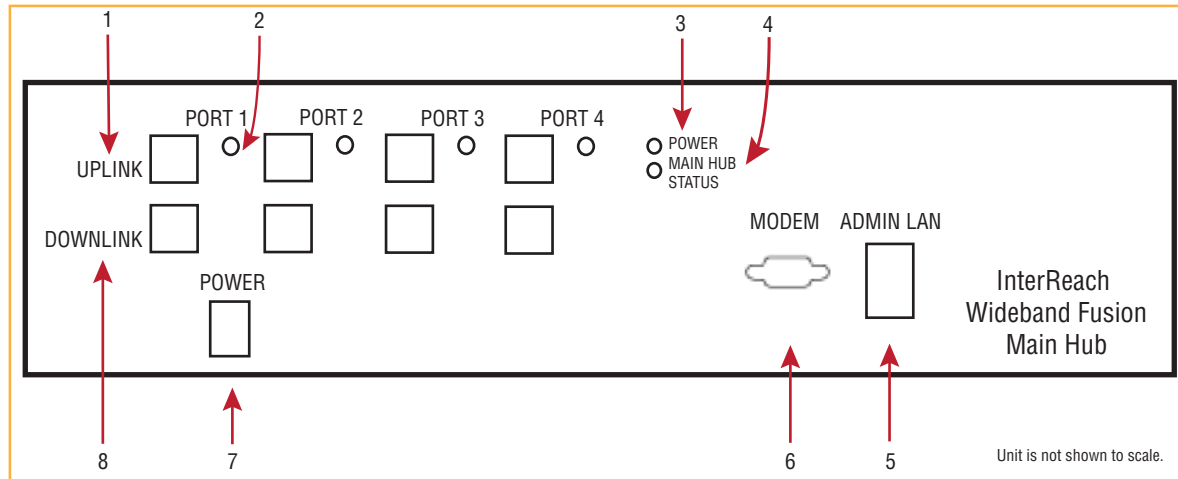 1
2
3
4
PORT 1
PORT 2
PORT 3
PORT 4
UPLINK
POWER
MAIN HUB
STATUS
DOWNLINK
MODEM
ADMIN LAN
POWER
InterReach
Wideband Fusion
Main Hub
8
7
6
5
Unit is not shown to scale.